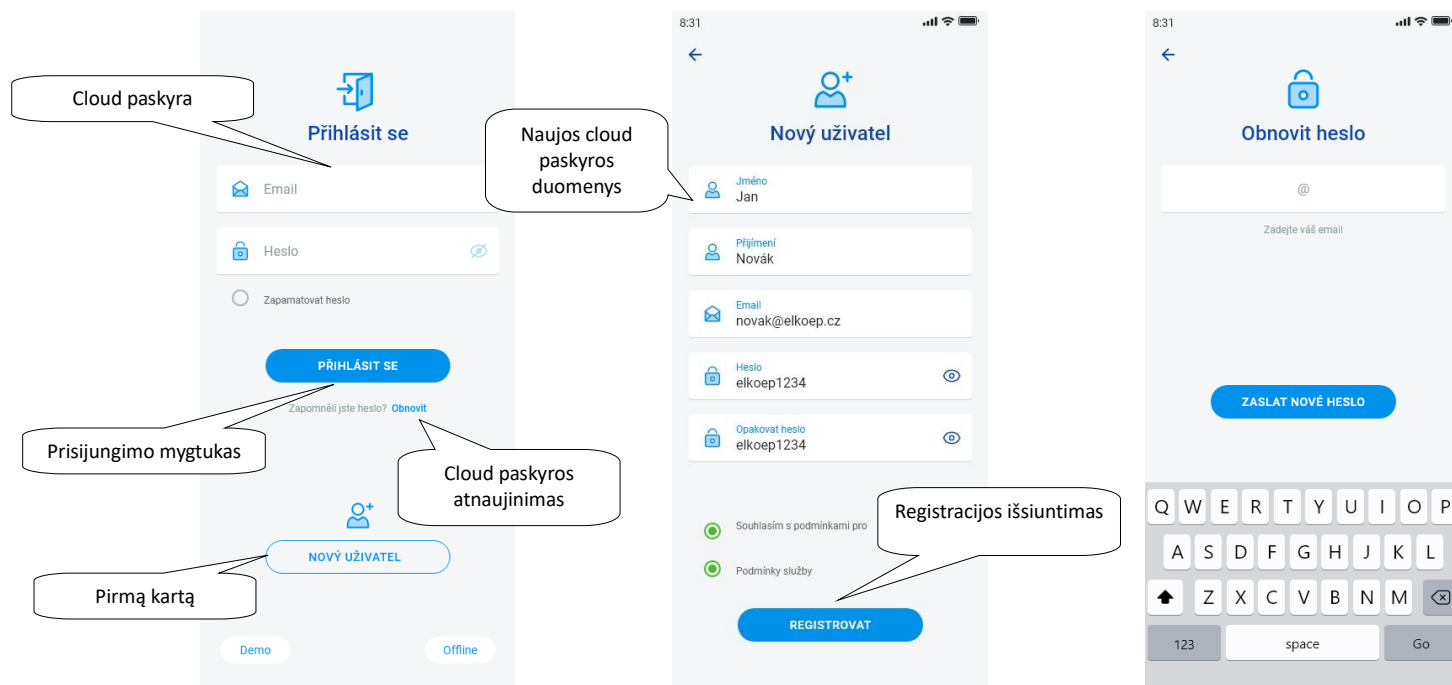 Cloud paskyra
Přihlásit se
Email
Heslo
Zapamatovat heslo
PŘIHLÁSIT SE
Zapomněli jste heslo? Obnovit
Prisijungimo mygtukas
Cloud paskyros
atnaujinimas
NOVÝ UŽIVATEL
Pirmą kartą
Demo
Offline
8:31
Nový uživatel
Naujos cloud
paskyros
duomenys
Jméno
Jan
Přijímení
Novák
Email
novak@elkoep.cz
Heslo
elkoep1234
Opakovat heslo
elkoep1234
Registracijos išsiuntimas
Souhlasím s podmínkami pro
Podmínky služby
REGISTROVAT
8:31
Obnovit heslo
@
Zadejte váš email
ZASLAT NOVÉ HESLO
Q W E R T Y U I O P
A S D F G H J K L
Z X C V B N M
123 space Go